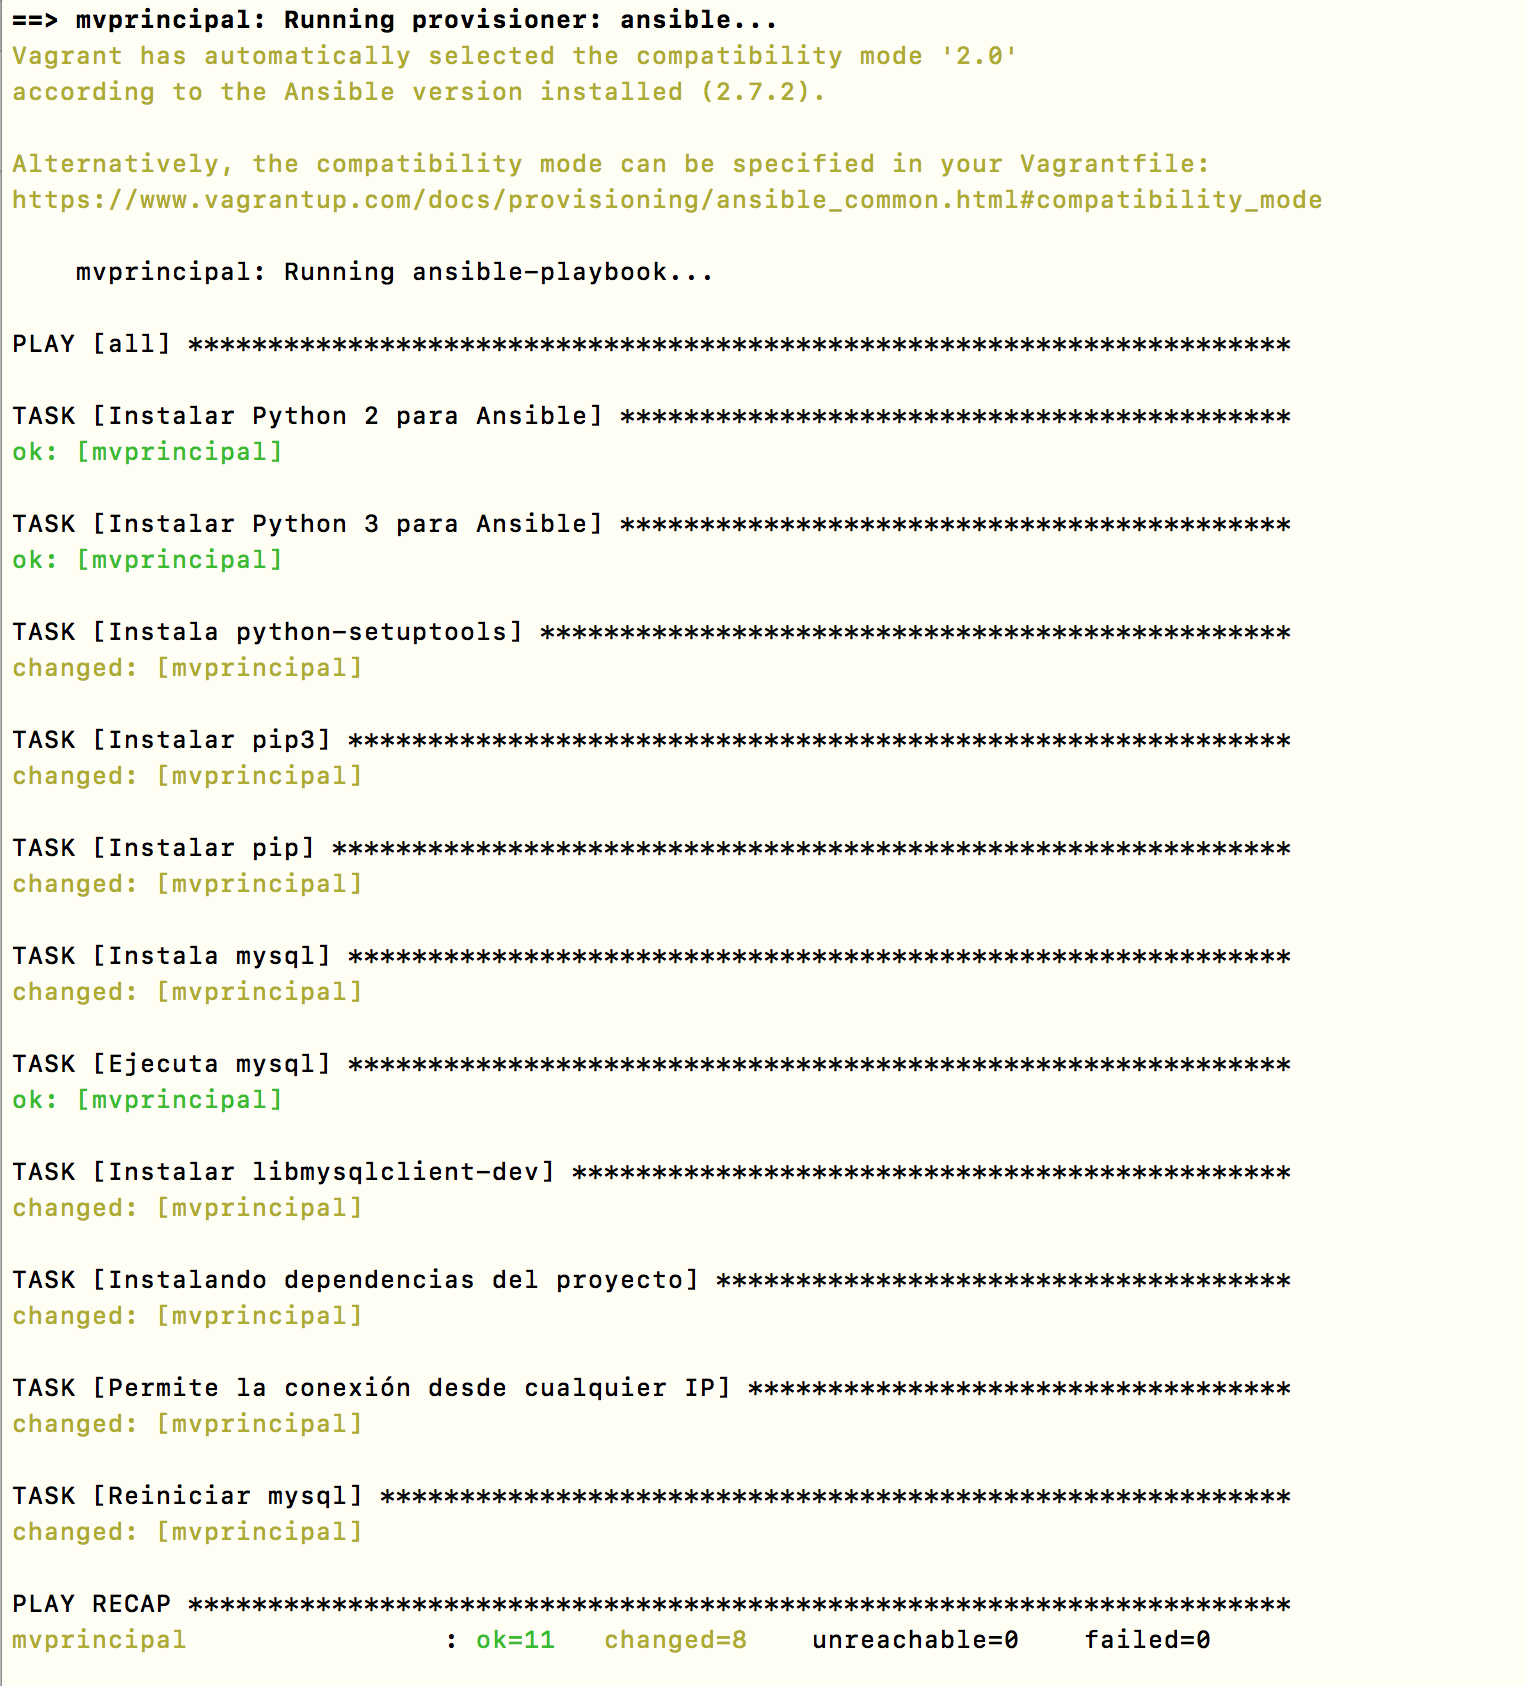 ==> mvprincipal: Running provisioner: ansible...
Vagrant has automatically selected the compatibility mode '2.0'
according to the Ansible version installed (2.7.2).
Alternatively, the compatibility mode can be specified in your Vagrantfile:
https://www.vagrantup.com/docs/provisioning/ansible_common.html#compatibility_mode
mvprincipal: Running ansible-playbook...
PLAY [all] *********************************************************************
TASK [Instalar Python 2 para Ansible] ******************************************
ok: [mvprincipal]
TASK [Instalar Python 3 para Ansible] ******************************************
ok: [mvprincipal]
TASK [Instala python-setuptools] ***********************************************
changed: [mvprincipal]
TASK [Instalar pip3] ***********************************************************
changed: [mvprincipal]
TASK [Instalar pip] ************************************************************
changed: [mvprincipal]
TASK [Instala mysql] ***********************************************************
changed: [mvprincipal]
TASK [Ejecuta mysql] ***********************************************************
ok: [mvprincipal]
TASK [Instalar libmysqlclient-dev] *********************************************
changed: [mvprincipal]
TASK [Instalando dependencias del proyecto] ************************************
changed: [mvprincipal]
TASK [Permite la conexión desde cualquier IP] **********************************
changed: [mvprincipal]
TASK [Reiniciar mysql] *********************************************************
changed: [mvprincipal]
PLAY RECAP *********************************************************************
mvprincipal                : ok=11   changed=8    unreachable=0    failed=0